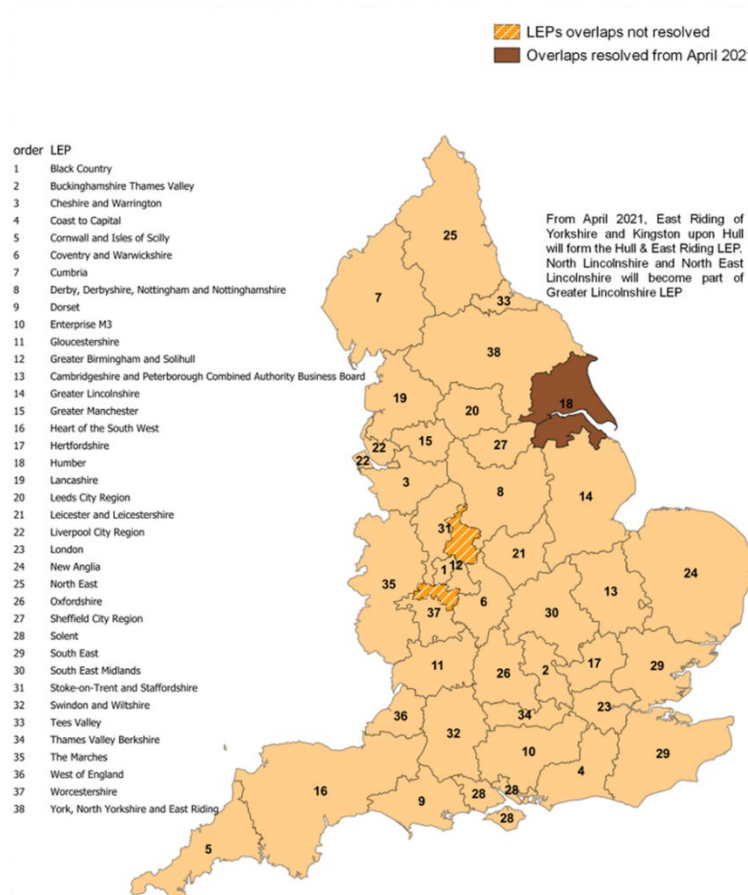 LEPs overlaps not resolved
Overlaps resolved from April 2021
order LEP
1 Black Country
2 Buckinghamshire Thames Valley
3 Cheshire and Warrington
4 Coast to Capital
5 Cornwall and Isles of Scilly
6 Coventry and Warwickshire
7 Cumbria
8 Derby, Derbyshire, Nottingham and Nottinghamshire
9 Dorset
10 Enterprise M3
11 Gloucestershire
12 Greater Birmingham and Solihull
13 Cambridgeshire and Peterborough Combined Authority Business Board
14 Greater Lincolnshire
15 Greater Manchester
16 Heart of the South West
17 Hertfordshire
18 Humber
19 Lancashire
20 Leeds City Region
21 Leicester and Leicestershire
22 Liverpool City Region
23 London
24 New Anglia
25 North East
26 Oxfordshire
27 Sheffield City Region
28 Solent
29 South East
30 South East Midlands
31 Stoke-on-Trent and Staffordshire
32 Swindon and Wiltshire
33 Tees Valley
34 Thames Valley Berkshire
35 The Marches
36 West of England
37 Worcestershire
38 York, North Yorkshire and East Riding
From April 2021, East Riding of
Yorkshire and Kingston upon Hull
will form the Hull & East Riding LEP.
North Lincolnshire and North East
Lincolnshire will become part of
Greater Lincolnshire LEP
25
7
33
38
19
20
18
22
15
27
22
3
8
14
31
21
1
12
24
35
6
13
37
30
11
26
2
17
29
36
34
23
32
10
29
16
4
9
28
28
28
5